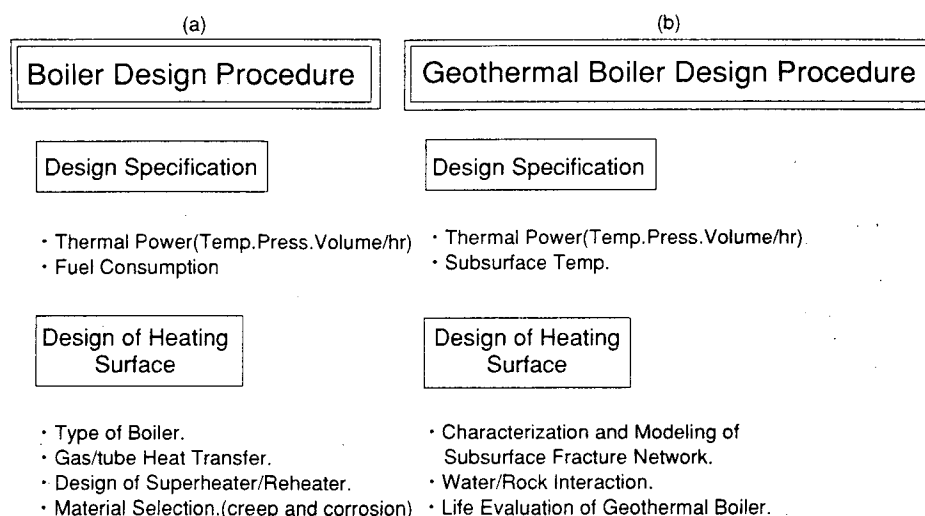 (a)
Boiler Design Procedure
Design Specification
· Thermal Power(Temp.Press.Volume/hr)
· Fuel Consumption
Design of Heating
Surface
· Type of Boiler.
· Gas/tube Heat Transfer.
· Design of Superheater/Reheater.
· Material Selection.(creep and corrosion)
(b)
Geothermal Boiler Design Procedure
Design Specification
· Thermal Power(Temp.Press.Volume/hr)
· Subsurface Temp.
Design of Heating
Surface
· Characterization and Modeling of
Subsurface Fracture Network.
· Water/Rock Interaction.
· Life Evaluation of Geothermal Boiler.